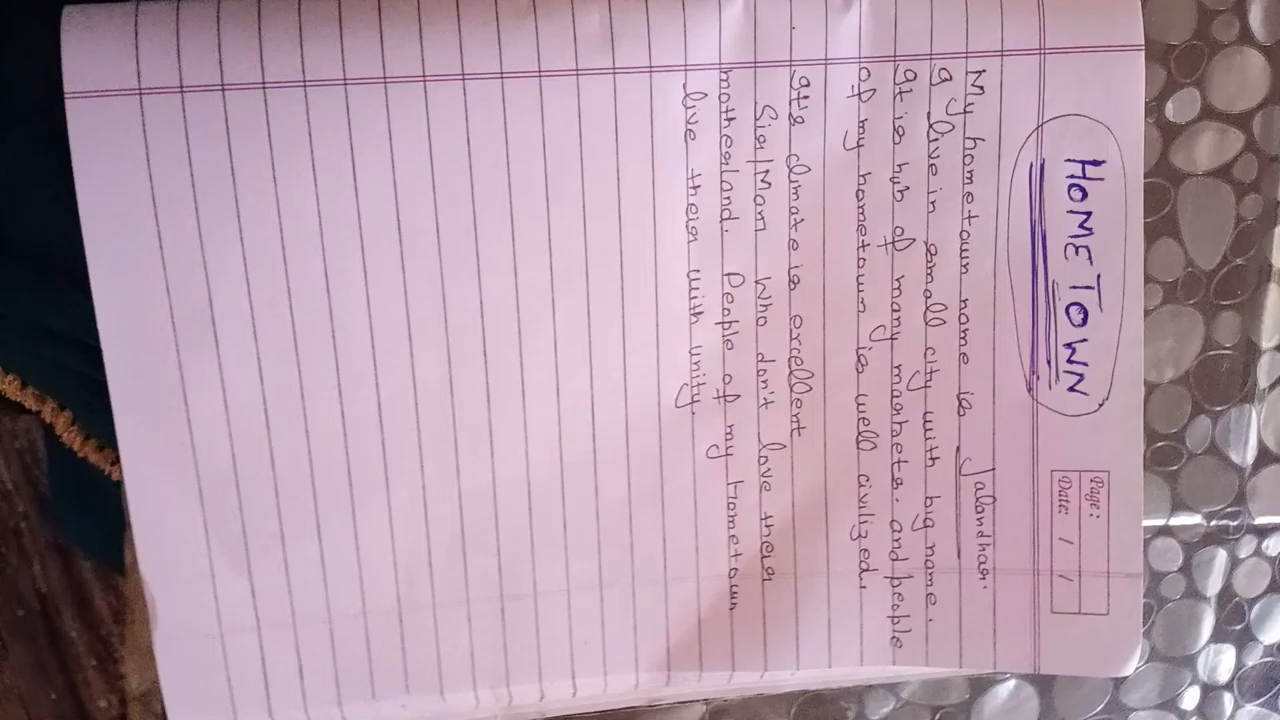 HOME TOWN
Page:
Date: / /
My hometown name is Jalandhar.
I live in small city with big name.
It is hub of many markets. and people
of my hometown is well civilized.
It's climate is excellent
Sir/Mam Who don't love their
motherland. People of my hometown
live their with unity.